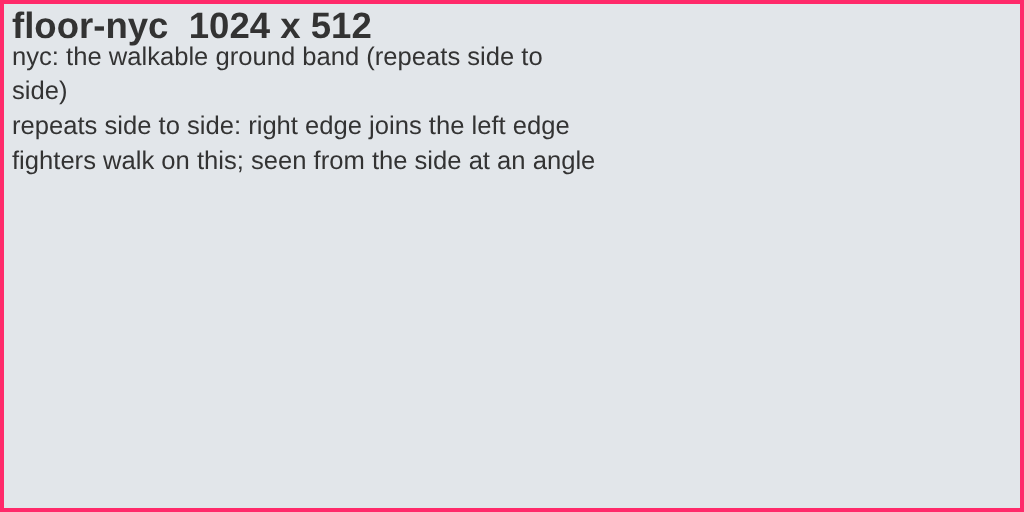 floor-nyc  1024 x 512
nyc: the walkable ground band (repeats side to
side)
repeats side to side: right edge joins the left edge
fighters walk on this; seen from the side at an angle